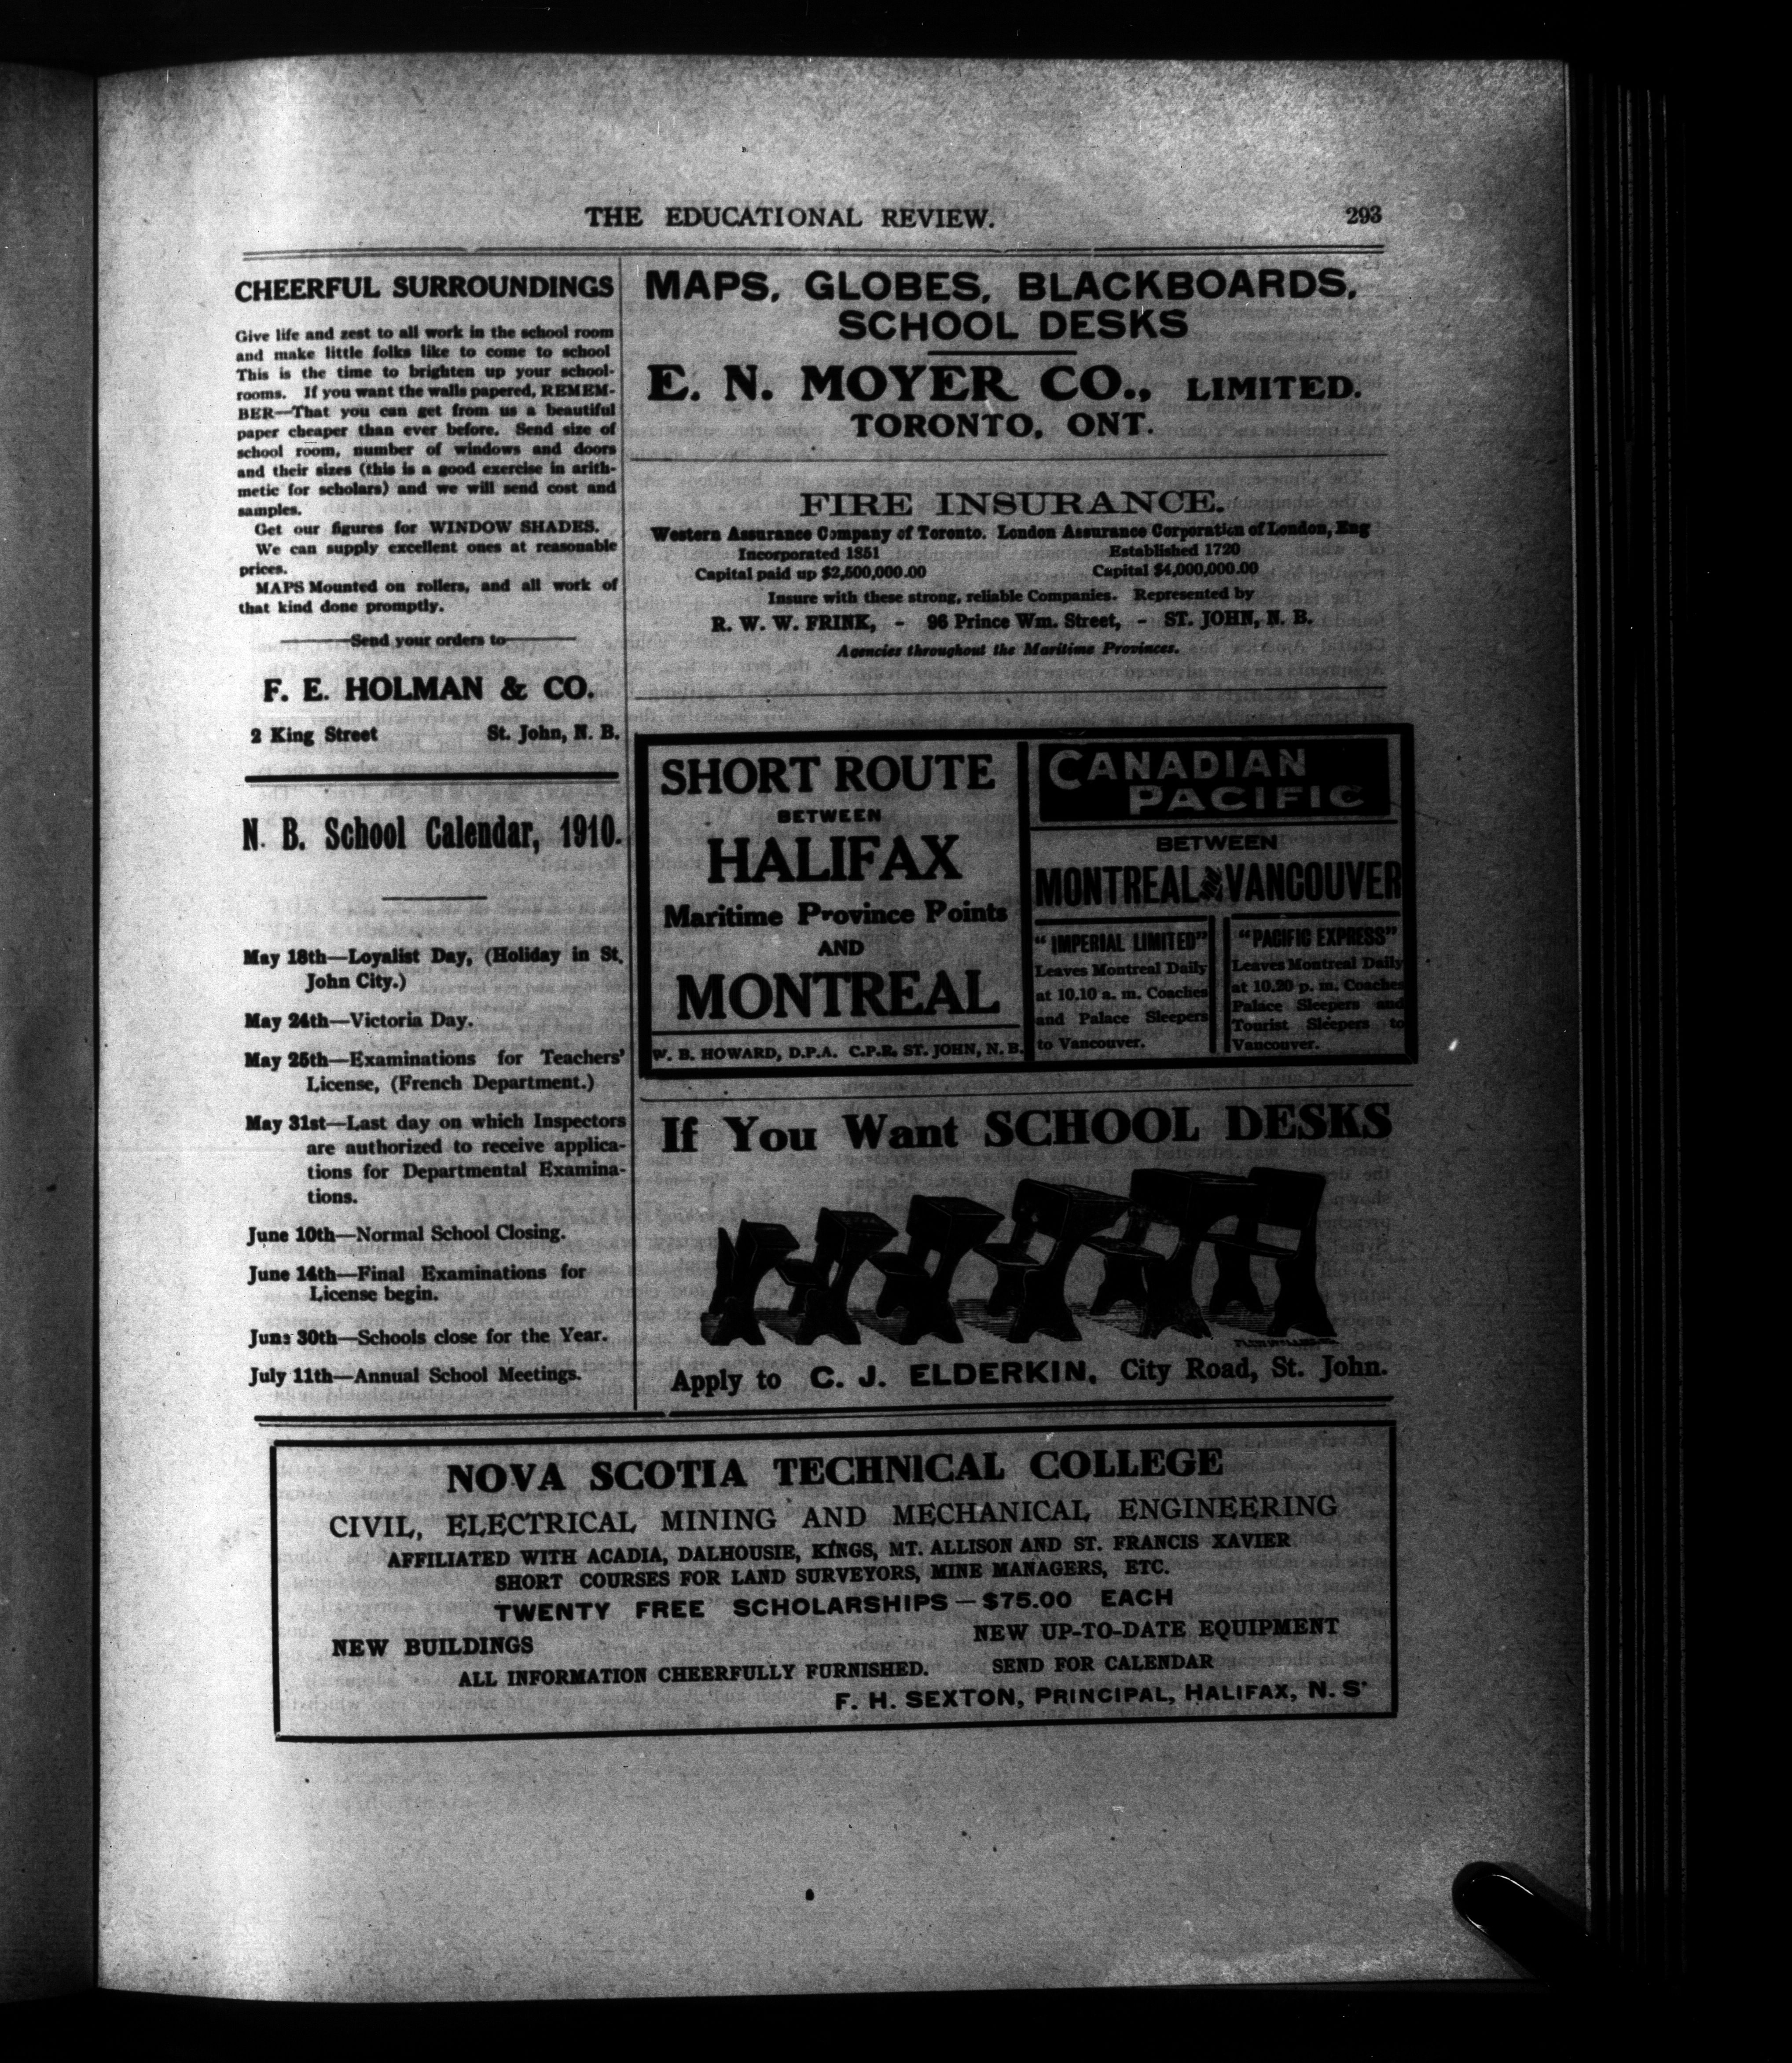 THE EDUCATIONAL REVIEW. 293
CHEERFUL SURROUNDINGS
Give life and zest to all work in the school room
and make little folks like to come to school
This is the time to brighten up your school-
rooms. If you want the walls papered, REMEM-
BER—That you can get from us a beautiful
paper cheaper than ever before. Send size of
school room, number of windows and doors
and their sizes (this is a good exercise in arith-
metic for scholars) and we will send cost and
samples.
Get our figures for WINDOW SHADES.
We can supply excellent ones at reasonable
prices.
MAPS Mounted on rollers, and all work of
that kind done promptly.
Send your orders to
F. E. HOLMAN & CO.
2 King Street St. John, N. B.
N. B. School Calendar, 1910.
May 18th—Loyalist Day, (Holiday in St.
John City.)
May 24th—Victoria Day.
May 25th—Examinations for Teachers'
License, (French Department.)
May 31st—Last day on which Inspectors
are authorized to receive applica-
tions for Departmental Examina-
tions.
June 10th—Normal School Closing.
June 14th—Final Examinations for
License begin.
June 30th—Schools close for the Year.
July 11th—Annual School Meetings.
MAPS, GLOBES, BLACKBOARDS,
SCHOOL DESKS
E. N. MOYER CO., LIMITED.
TORONTO, ONT.
FIRE INSURANCE.
Western Assurance Company of Toronto. London Assurance Corporation of London, Eng
Incorporated 1851 Established 1720
Capital paid up $2,500,000.00 Capital $4,000,000.00
Insure with these strong, reliable Companies. Represented by
R. W. W. FRINK, - 96 Prince Wm. Street, - ST. JOHN, N. B.
Agencies throughout the Maritime Provinces.
SHORT ROUTE
BETWEEN
HALIFAX
Maritime Province Points
AND
MONTREAL
W. B. HOWARD, D.P.A. C.P.R. ST. JOHN, N. B.
CANADIAN
PACIFIC
BETWEEN
MONTREAL and VANCOUVER
"IMPERIAL LIMITED"
Leaves Montreal Daily
at 10.10 a. m. Coaches
and Palace Sleepers
to Vancouver.
"PACIFIC EXPRESS"
Leaves Montreal Daily
at 10.20 p. m. Coaches
Palace Sleepers and
Tourist Sleepers to
Vancouver.
If You Want SCHOOL DESKS
Apply to C. J. ELDERKIN, City Road, St. John.
NOVA SCOTIA TECHNICAL COLLEGE
CIVIL, ELECTRICAL MINING AND MECHANICAL ENGINEERING
AFFILIATED WITH ACADIA, DALHOUSIE, KINGS, MT. ALLISON AND ST. FRANCIS XAVIER
SHORT COURSES FOR LAND SURVEYORS, MINE MANAGERS, ETC.
TWENTY FREE SCHOLARSHIPS—$75.00 EACH
NEW BUILDINGS NEW UP-TO-DATE EQUIPMENT
ALL INFORMATION CHEERFULLY FURNISHED. SEND FOR CALENDAR
F. H. SEXTON, PRINCIPAL, HALIFAX, N. S.